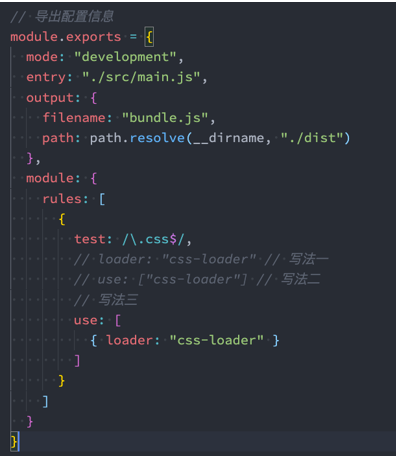 // 导出配置信息
module.exports = {
  mode: "development",
  entry: "./src/main.js",
  output: {
    filename: "bundle.js",
    path: path.resolve(__dirname, "./dist")
  },
  module: {
    rules: [
      {
        test: /\.css$/,
        // loader: "css-loader" // 写法一
        // use: ["css-loader"] // 写法二
        // 写法三
        use: [
          { loader: "css-loader" }
        ]
      }
    ]
  }
}